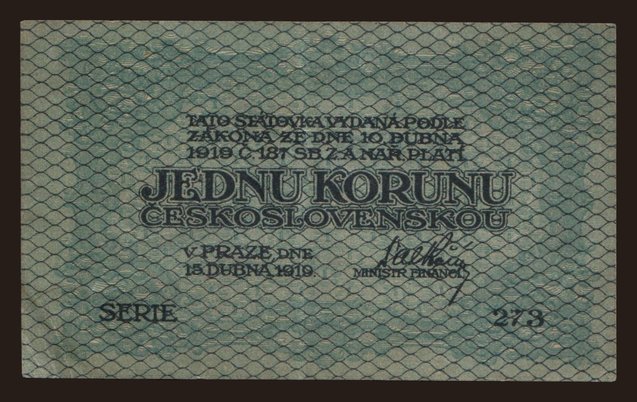 TATO STÁTOVKA VYDANÁ PODLE
ZÁKONA ZE DNE 10. DUBNA
1919 Č. 187 SB. Z. A NAŘ. PLATÍ
JEDNU KORUNU
ČESKOSLOVENSKOU
V PRAZE DNE
15. DUBNA 1919
MINISTR FINANCÍ
SERIE 273